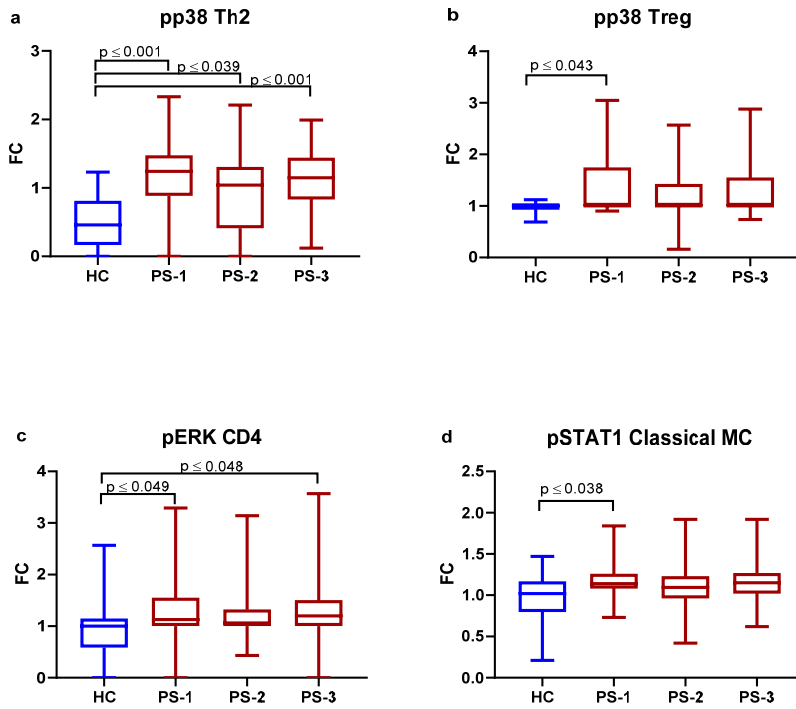 a
pp38 Th2
3
2
1
0
FC
p ≤ 0.001
p ≤ 0.039
p ≤ 0.001
HC PS-1 PS-2 PS-3
b
pp38 Treg
4
3
2
1
0
FC
p ≤ 0.043
HC PS-1 PS-2 PS-3
c
pERK CD4
4
3
2
1
0
FC
p ≤ 0.048
p ≤ 0.049
HC PS-1 PS-2 PS-3
d
pSTAT1 Classical MC
2.5
2.0
1.5
1.0
0.5
0.0
FC
p ≤ 0.038
HC PS-1 PS-2 PS-3